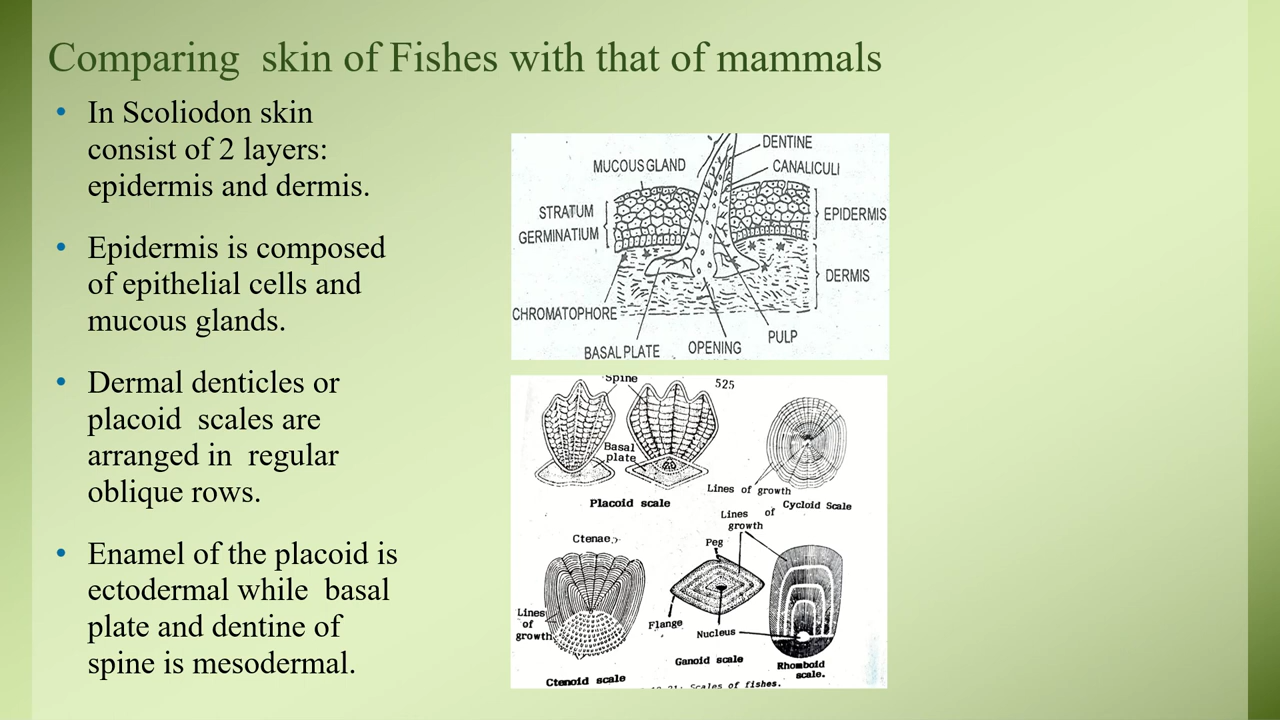 Comparing  skin of Fishes with that of mammals
• In Scoliodon skin
consist of 2 layers:
epidermis and dermis.
• Epidermis is composed
of epithelial cells and
mucous glands.
• Dermal denticles or
placoid  scales are
arranged in  regular
oblique rows.
• Enamel of the placoid is
ectodermal while  basal
plate and dentine of
spine is mesodermal.
DENTINE
MUCOUS GLAND
CANALICULI
STRATUM
GERMINATIUM
EPIDERMIS
DERMIS
CHROMATOPHORE
PULP
BASAL PLATE
OPENING
Spine
525
Basal
plate
Lines of growth
Placoid scale
Cycloid Scale
Lines of
growth
Ctenae
Peg
Lines
of
growth
Flange
Nucleus
Ganoid scale
Rhomboid
scale.
Ctenoid scale
Scales of fishes.